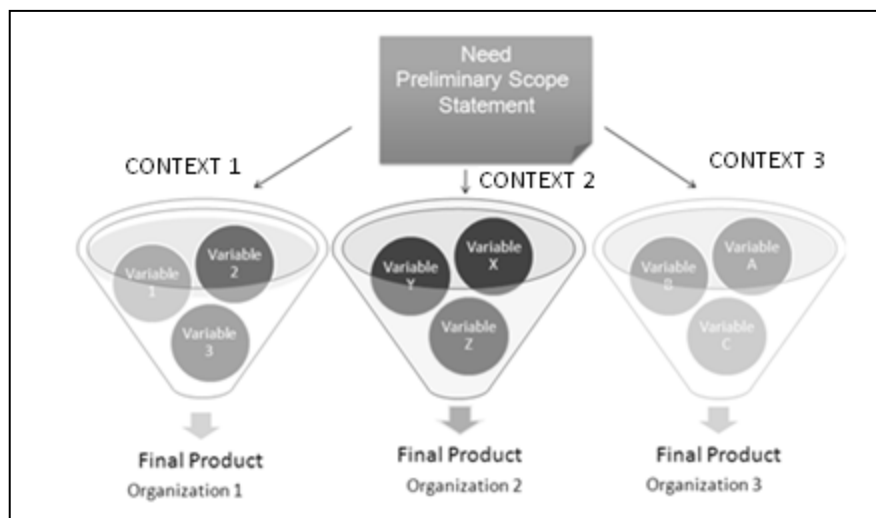 Need
Preliminary Scope
Statement
CONTEXT 1
CONTEXT 2
CONTEXT 3
Variable
1
Variable
2
Variable
3
Variable
Y
Variable
X
Variable
Z
Variable
B
Variable
A
Variable
C
Final Product
Organization 1
Final Product
Organization 2
Final Product
Organization 3